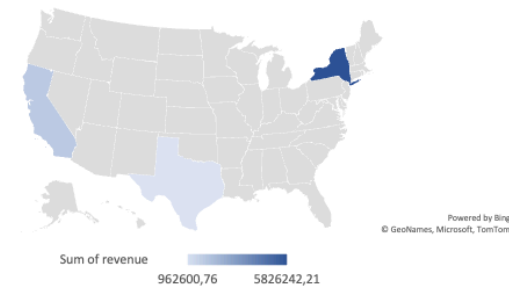 Powered by Bing
© GeoNames, Microsoft, TomTom
Sum of revenue
962600,76 5826242,21